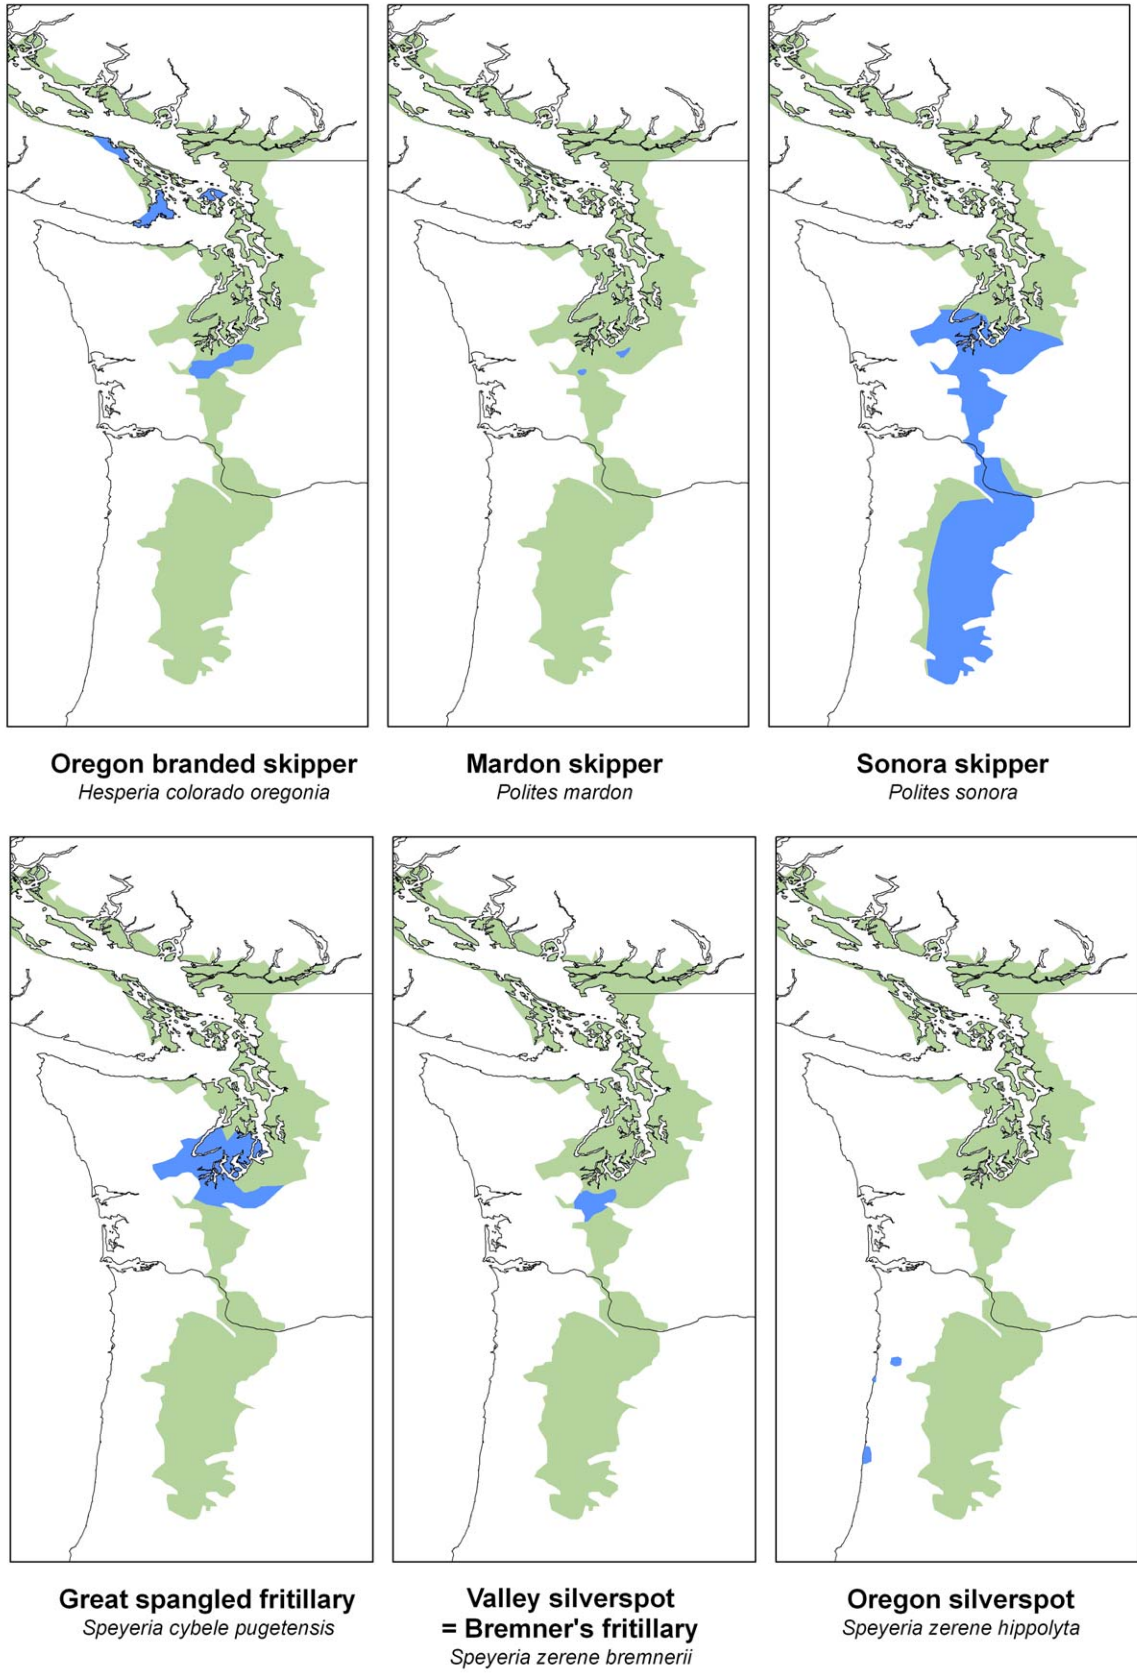 Oregon branded skipper
Hesperia colorado oregonia
Mardon skipper
Polites mardon
Sonora skipper
Polites sonora
Great spangled fritillary
Speyeria cybele pugetensis
Valley silverspot
= Bremner's fritillary
Speyeria zerene bremnerii
Oregon silverspot
Speyeria zerene hippolyta